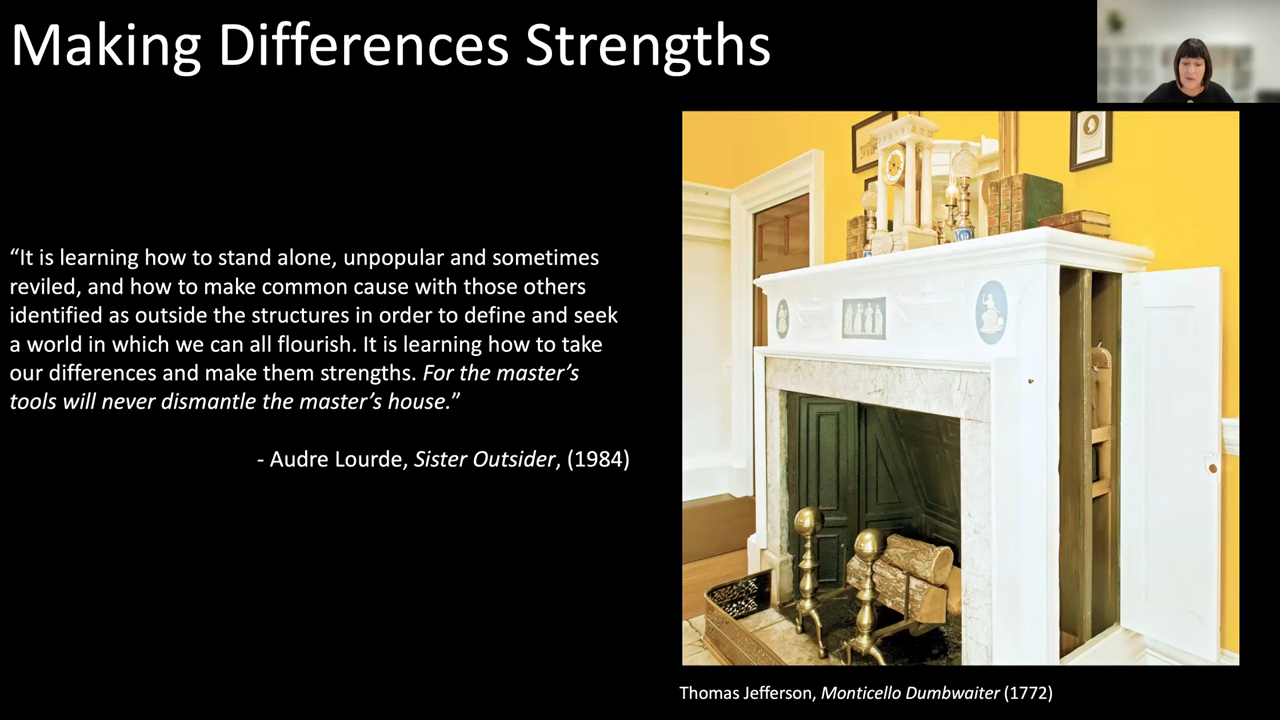 Making Differences Strengths
“It is learning how to stand alone, unpopular and sometimes
reviled, and how to make common cause with those others
identified as outside the structures in order to define and seek
a world in which we can all flourish. It is learning how to take
our differences and make them strengths. For the master’s
tools will never dismantle the master’s house.”
- Audre Lourde, Sister Outsider, (1984)
Thomas Jefferson, Monticello Dumbwaiter (1772)